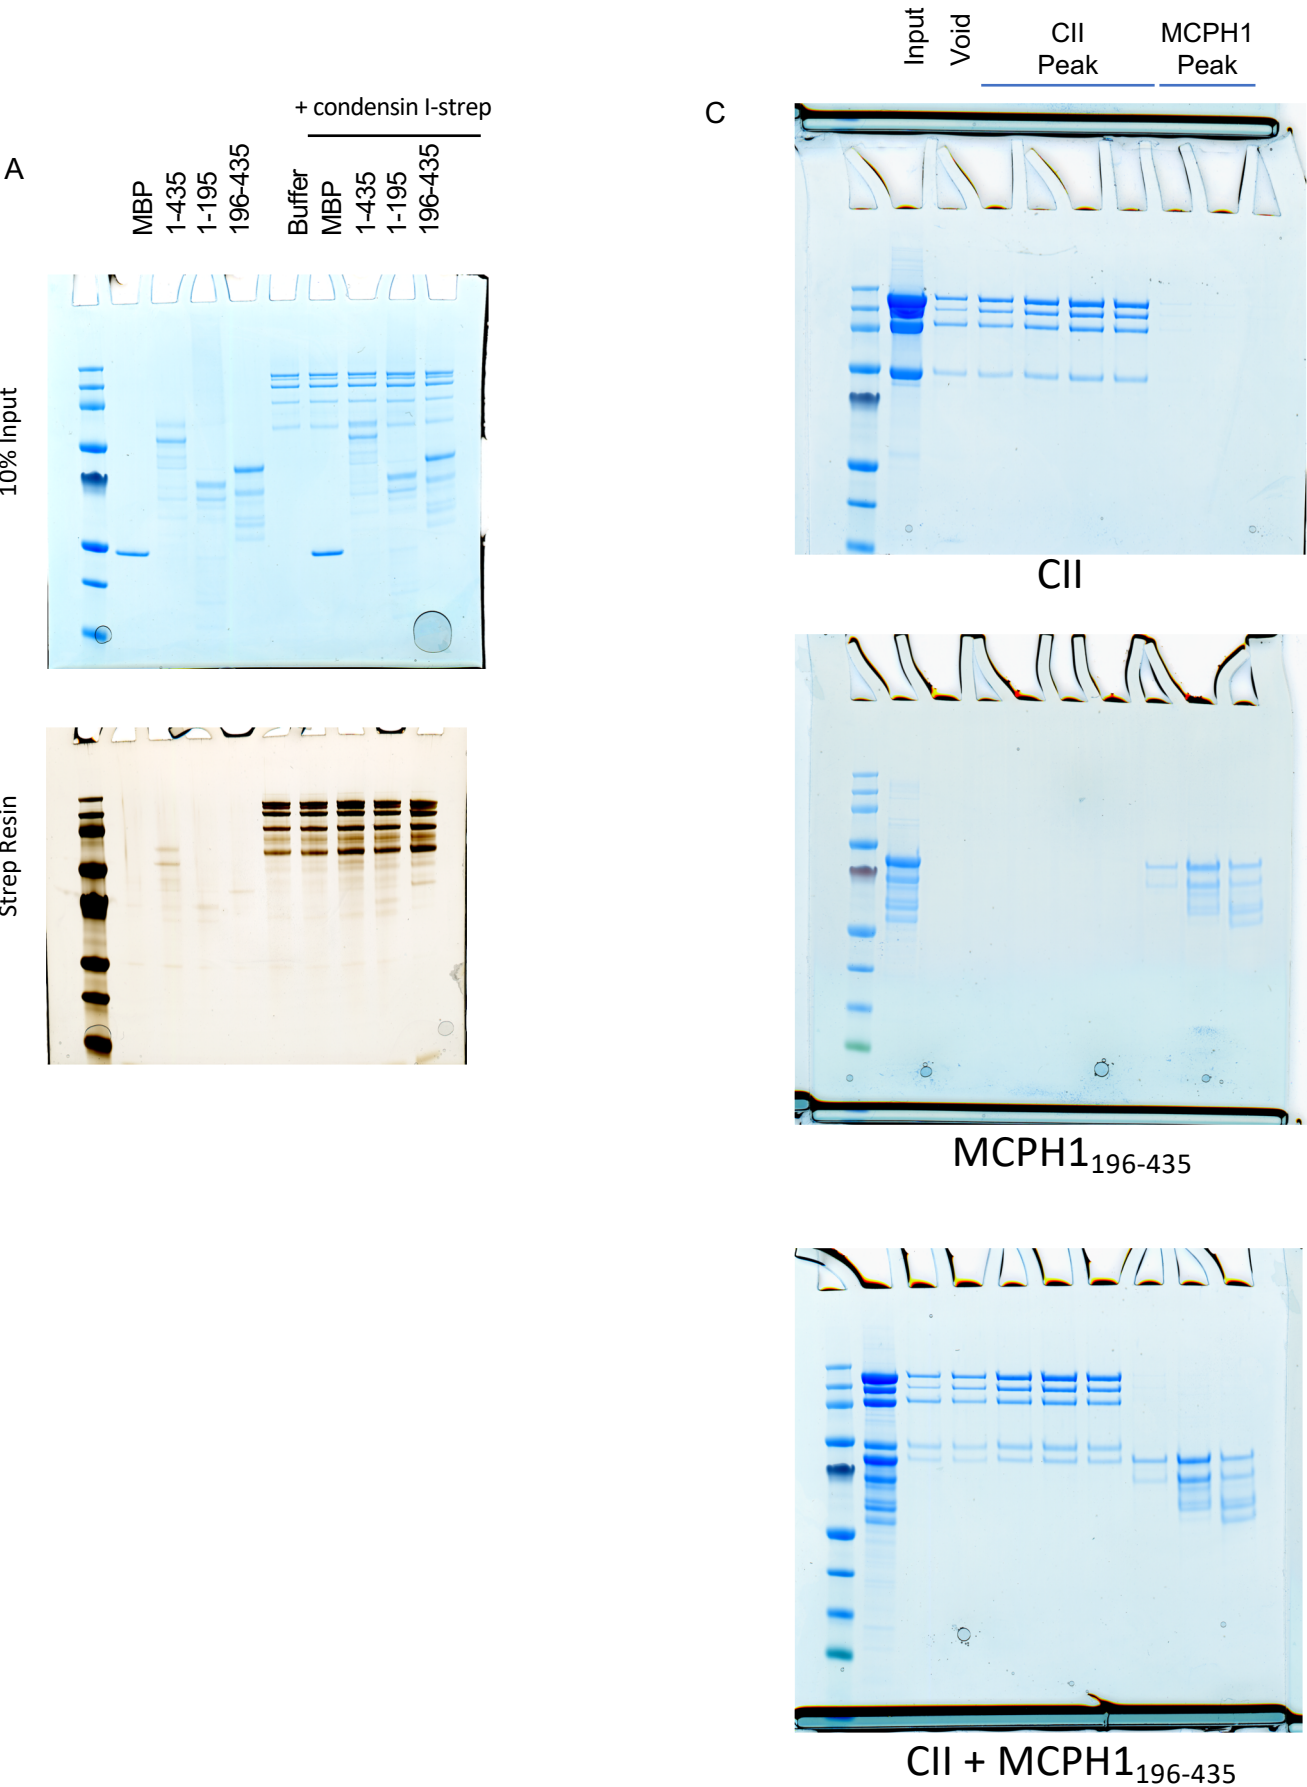 A
+ condensin I-strep
MBP
1-435
1-195
196-435
Buffer
MBP
1-435
1-195
196-435
10% Input
Strep Resin
C
Input
Void
CII
Peak
MCPH1
Peak
CII
MCPH1196-435
CII + MCPH1196-435